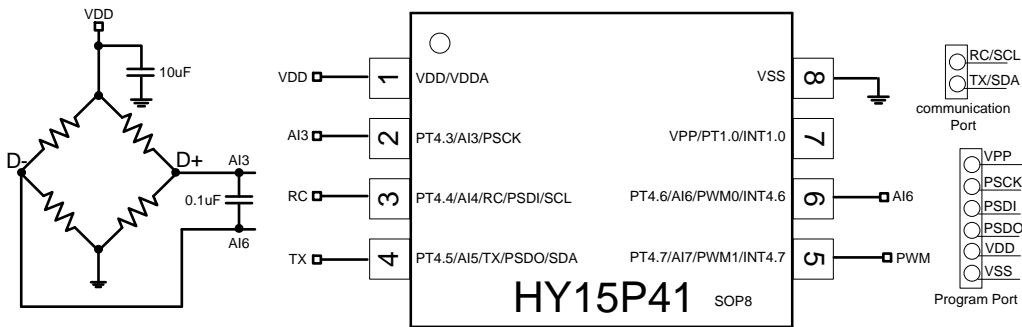 VDD
10uF
D-
D+
AI3
0.1uF
AI6
VDD
1
VDD/VDDA
AI3
2
PT4.3/AI3/PSCK
RC
3
PT4.4/AI4/RC/PSDI/SCL
TX
4
PT4.5/AI5/TX/PSDO/SDA
VSS
8
VPP/PT1.0/INT1.0
7
PT4.6/AI6/PWM0/INT4.6
6
AI6
PT4.7/AI7/PWM1/INT4.7
5
PWM
HY15P41 SOP8
RC/SCL
TX/SDA
communication
Port
VPP
PSCK
PSDI
PSDO
VDD
VSS
Program Port